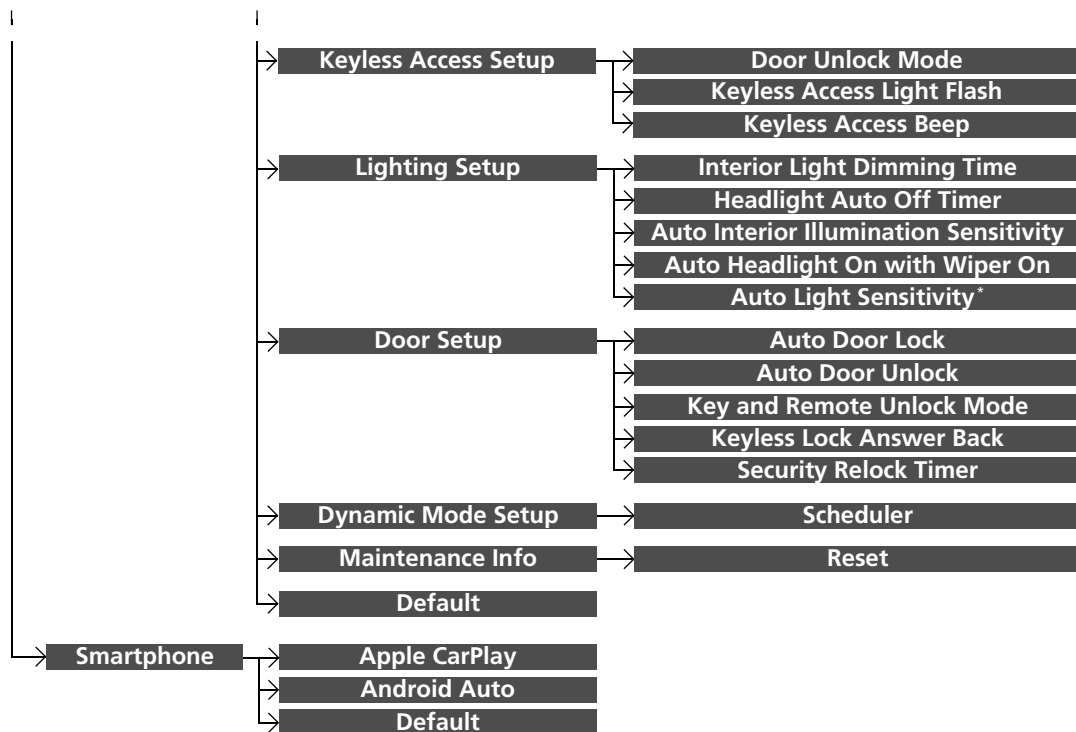 Keyless Access Setup
Door Unlock Mode
Keyless Access Light Flash
Keyless Access Beep
Lighting Setup
Interior Light Dimming Time
Headlight Auto Off Timer
Auto Interior Illumination Sensitivity
Auto Headlight On with Wiper On
Auto Light Sensitivity*
Door Setup
Auto Door Lock
Auto Door Unlock
Key and Remote Unlock Mode
Keyless Lock Answer Back
Security Relock Timer
Dynamic Mode Setup
Scheduler
Maintenance Info
Reset
Default
Smartphone
Apple CarPlay
Android Auto
Default